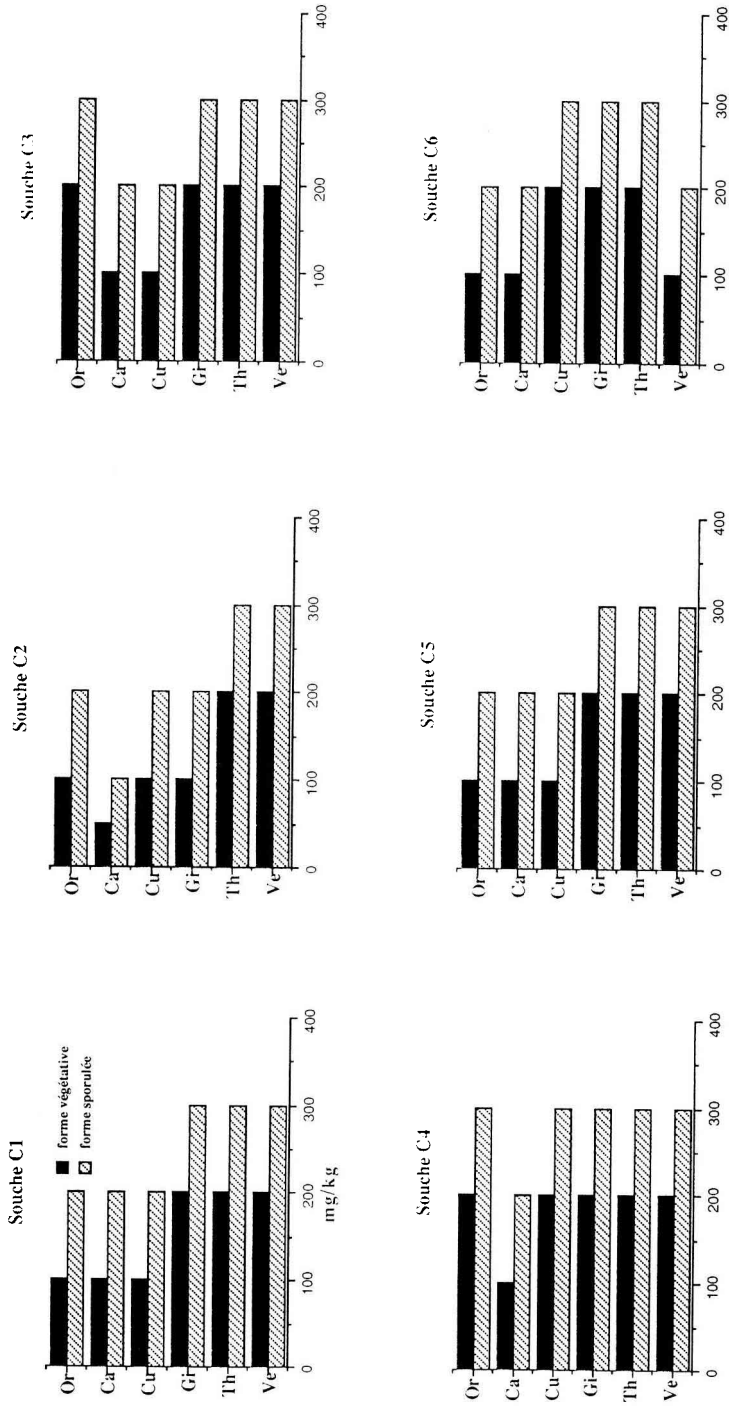 Souche C1
forme végétative
forme sporulée
Or
Ca
Cu
Gi
Th
Ve
0 100 200 300 400
mg/kg
Souche C2
Or
Ca
Cu
Gi
Th
Ve
0 100 200 300 400
Souche C3
Or
Ca
Cu
Gi
Th
Ve
0 100 200 300 400
Souche C4
Or
Ca
Cu
Gi
Th
Ve
0 100 200 300 400
Souche C5
Or
Ca
Cu
Gi
Th
Ve
0 100 200 300 400
Souche C6
Or
Ca
Cu
Gi
Th
Ve
0 100 200 300 400